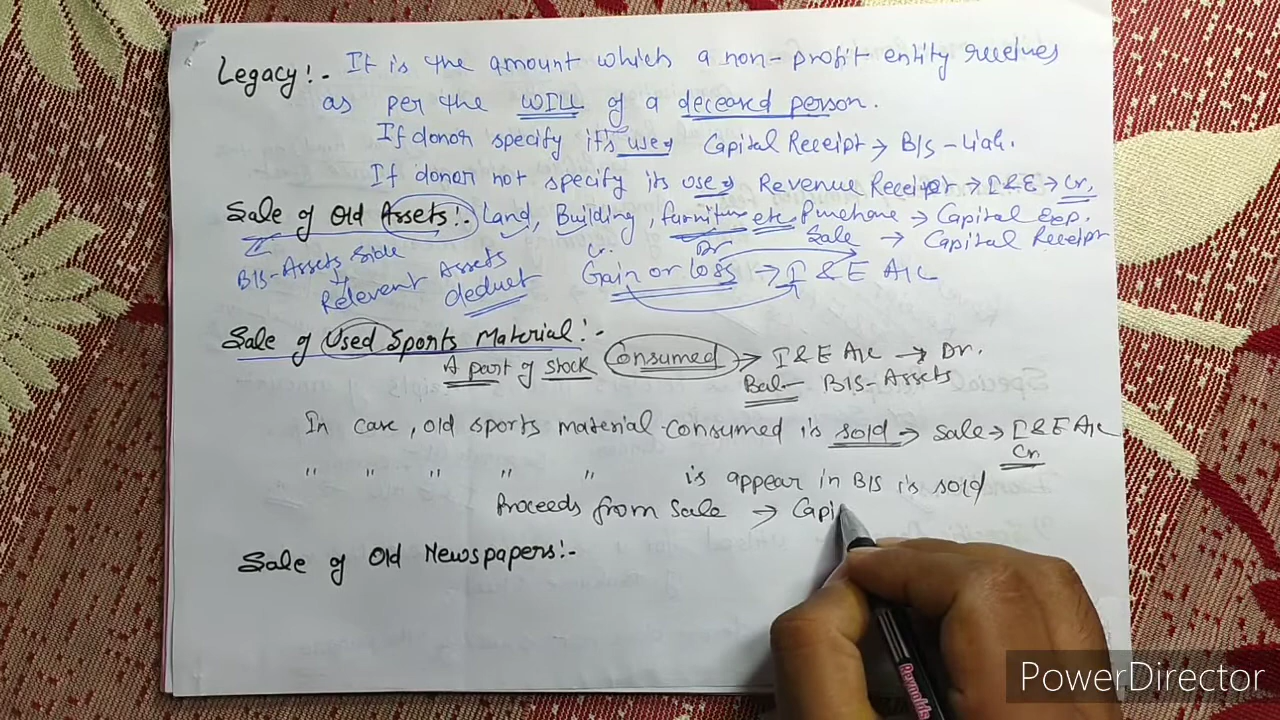 Legacy:- It is the amount which a non-profit entity receives
as per the WILL of a deceased person.
If donor specify it's use, Capital Receipt → B/S-Liab.
If donor not specify its use, Revenue Receipt → I&E → Cr.
Sale of Old Assets:- Land, Building, furniture etc Purchase → Capital Exp.
Cr. Dr Sale → Capital Receipt
B/S-Assets side Relevent Assets deduct Gain or loss → I & E A/c
Sale of Used Sports Material:-
A part of stock Consumed → I&E A/c → Dr.
Bal- B/S-Assets
In case, old sports material consumed is sold → sale → I&E A/c
Cr
" " " " " is appear in B/S is sold
Proceeds from sale → Capi
Sale of Old Newspapers:-
Reynolds
PowerDirector